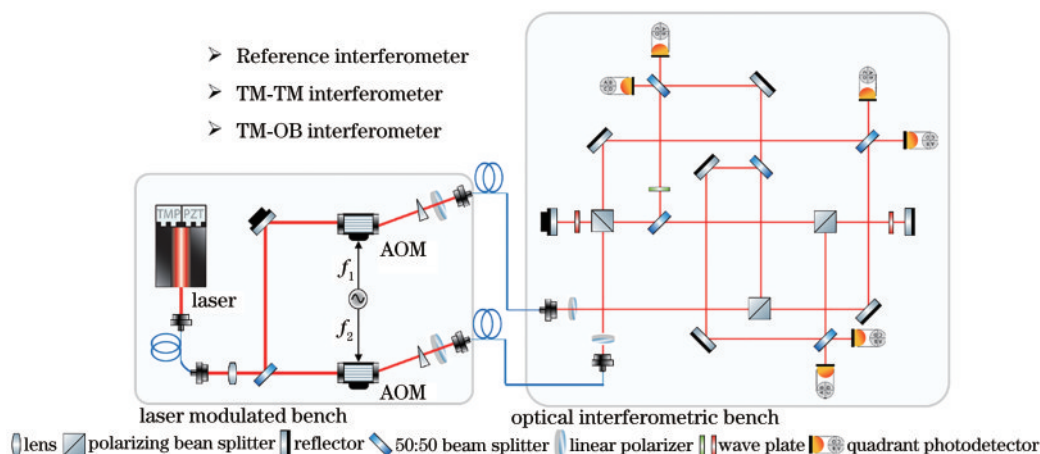 ➢ Reference interferometer
➢ TM-TM interferometer
➢ TM-OB interferometer
TMP PZT
laser
AOM
f1
f2
AOM
laser modulated bench
optical interferometric bench
lens polarizing bean splitter reflector 50:50 beam splitter linear polarizer wave plate quadrant photodetector